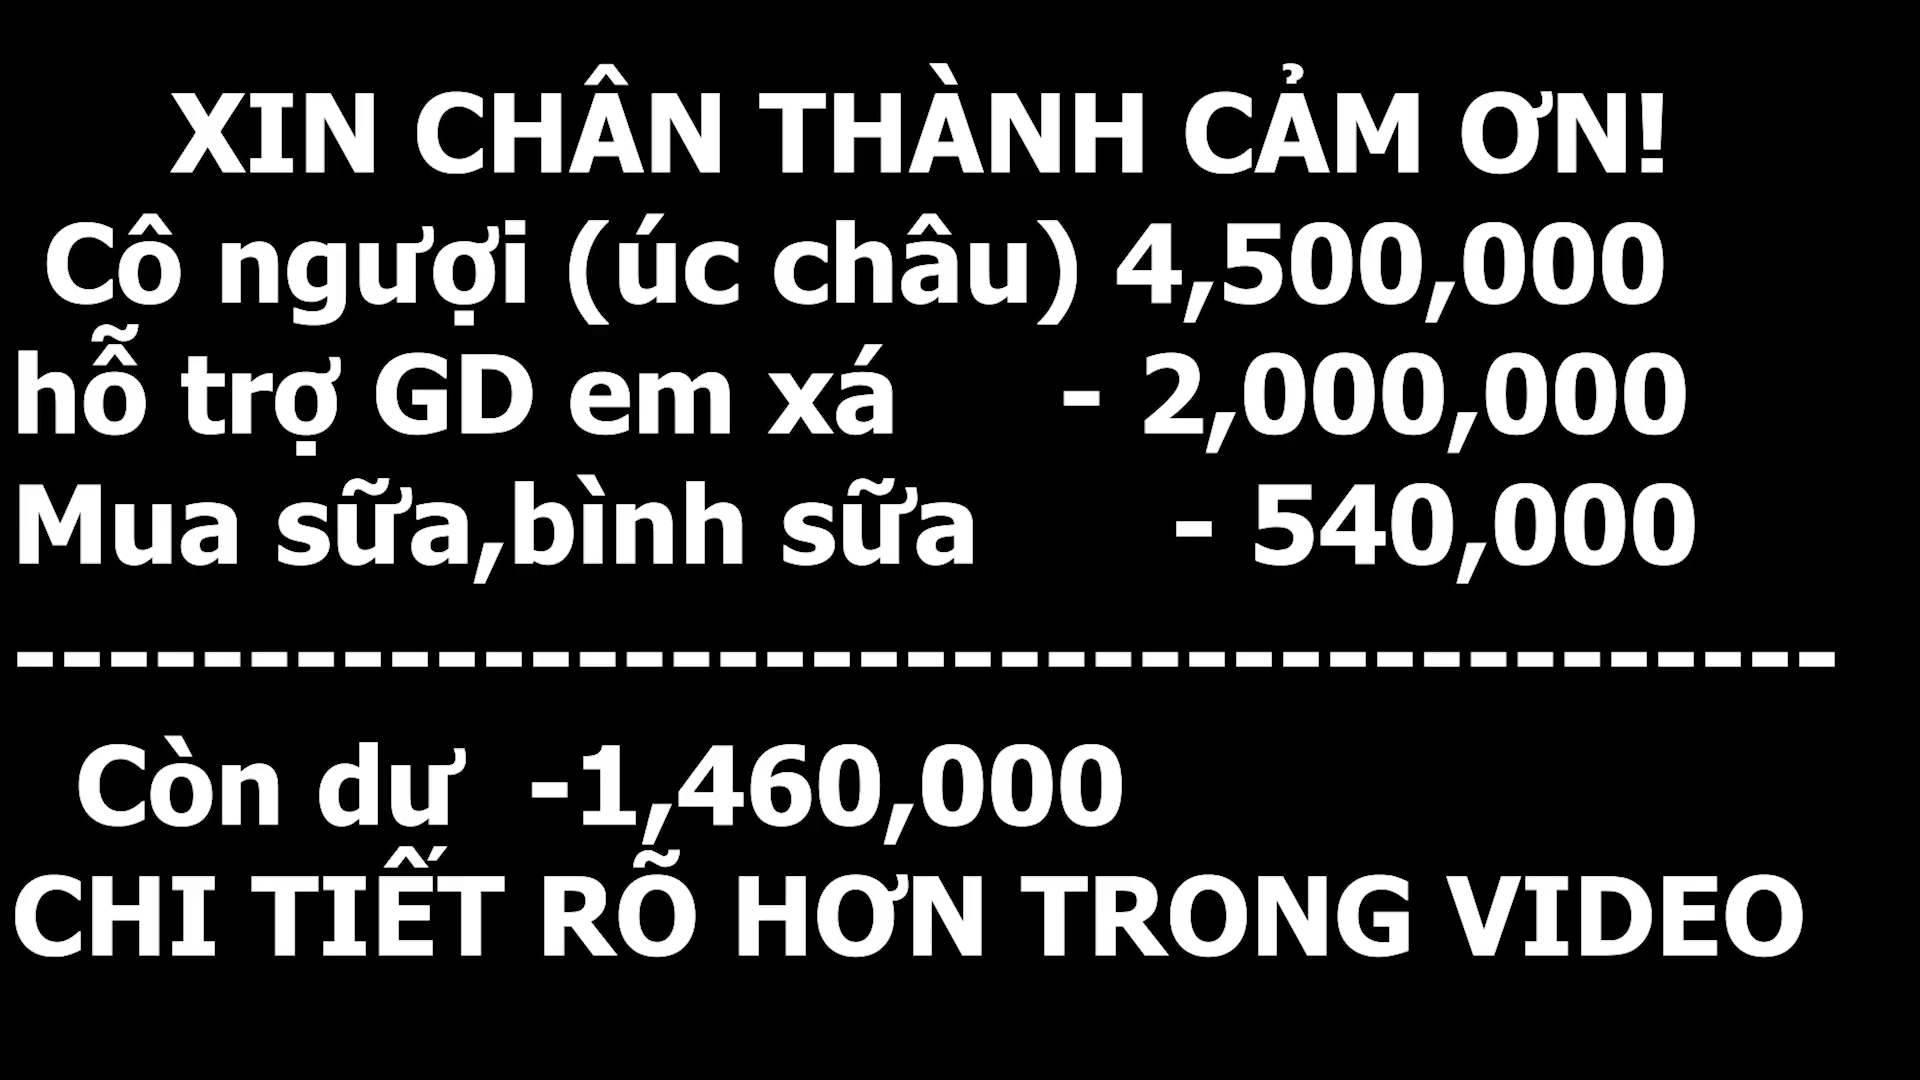 XIN CHÂN THÀNH CẢM ƠN!
Cô ngượi (úc châu) 4,500,000
hỗ trợ GD em xá - 2,000,000
Mua sữa,bình sữa - 540,000
---------------------------------------
Còn dư -1,460,000
CHI TIẾT RÕ HƠN TRONG VIDEO